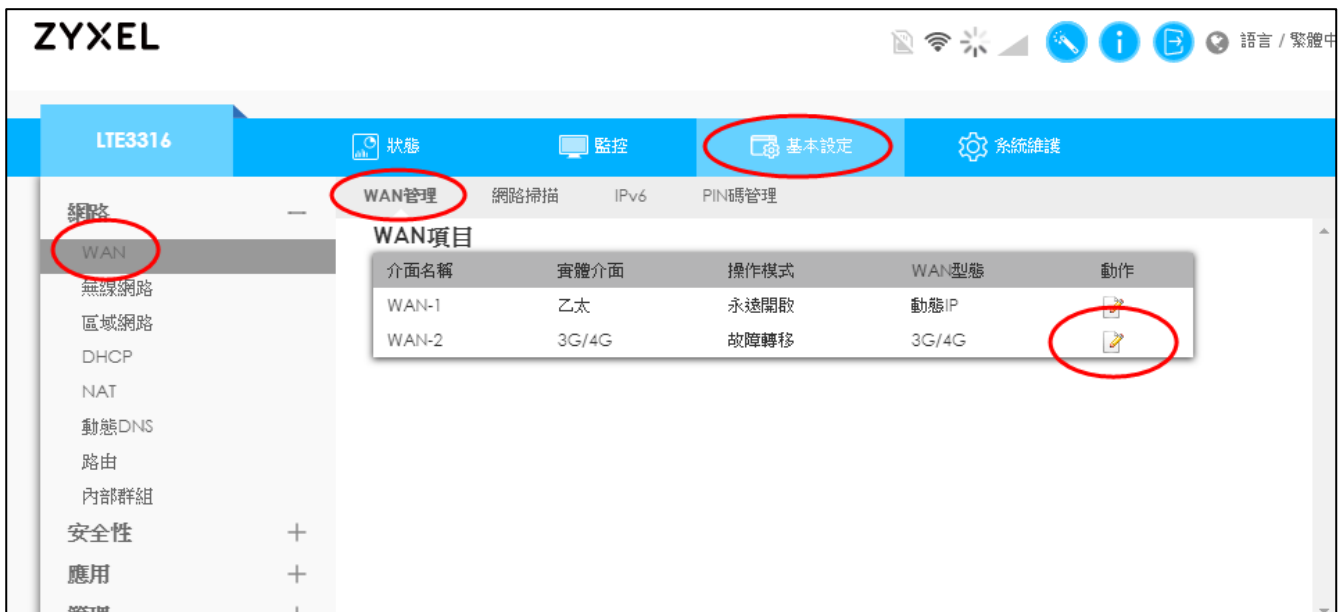 ZYXEL
語言 / 繁體中
LTE3316
狀態 監控 基本設定 系統維護
網路 WAN管理 網路掃描 IPv6 PIN碼管理
WAN項目
WAN
介面名稱 實體介面 操作模式 WAN型態 動作
無線網路
WAN-1 乙太 永遠開啟 動態IP
區域網路
WAN-2 3G/4G 故障轉移 3G/4G
DHCP
NAT
動態DNS
路由
內部群組
安全性
應用